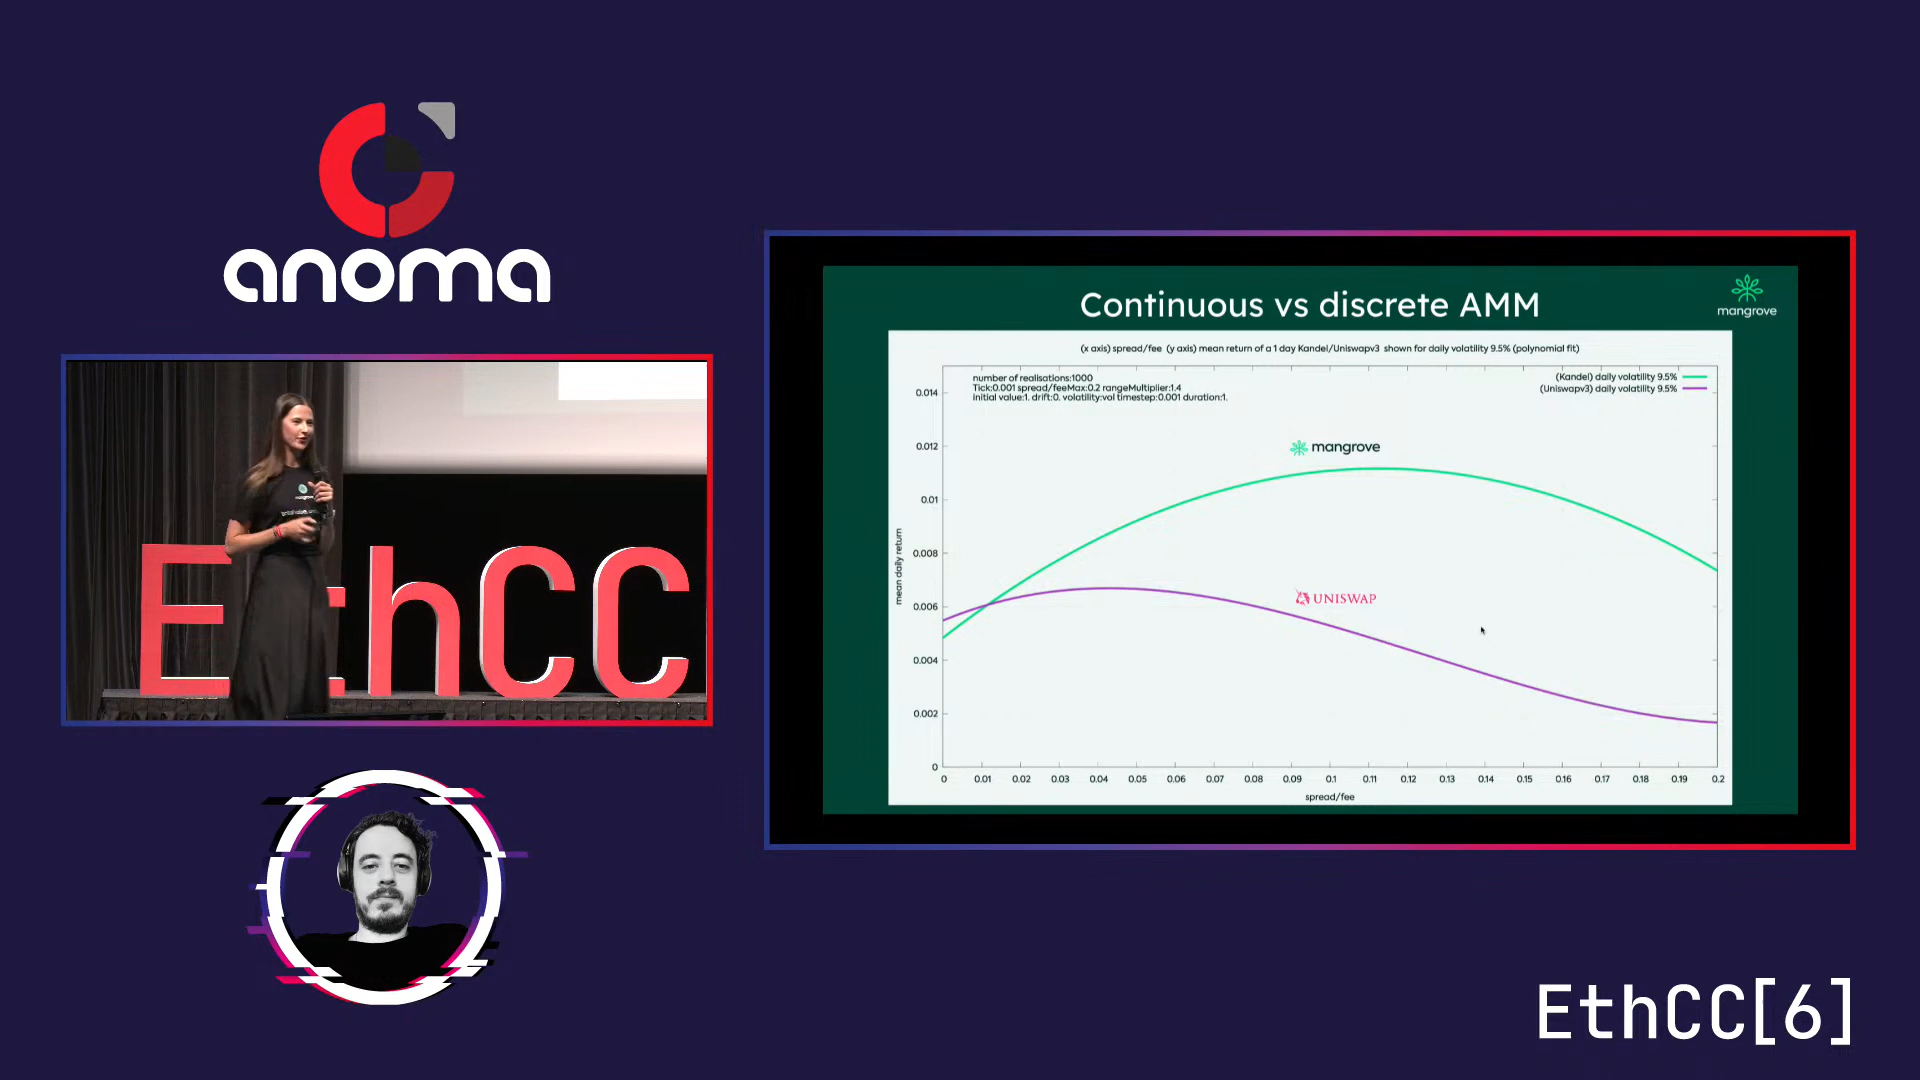 anoma
EthCC
Continuous vs discrete AMM
mangrove
(x axis) spread/fee (y axis) mean return of a 1 day Kandel/Uniswapv3 shown for daily volatility 9.5% (polynomial fit)
number of realisations:1000
Tick:0.001 spread/feeMax:0.2 rangeMultiplier:1.4
initial value:1. drift:0. volatility:vol timestep:0.001 duration:1.
(Kandel) daily volatility 9.5%
(Uniswapv3) daily volatility 9.5%
mangrove
UNISWAP
mean daily return
0.014
0.012
0.01
0.008
0.006
0.004
0.002
0
0 0.01 0.02 0.03 0.04 0.05 0.06 0.07 0.08 0.09 0.1 0.11 0.12 0.13 0.14 0.15 0.16 0.17 0.18 0.19 0.2
spread/fee
EthCC[6]